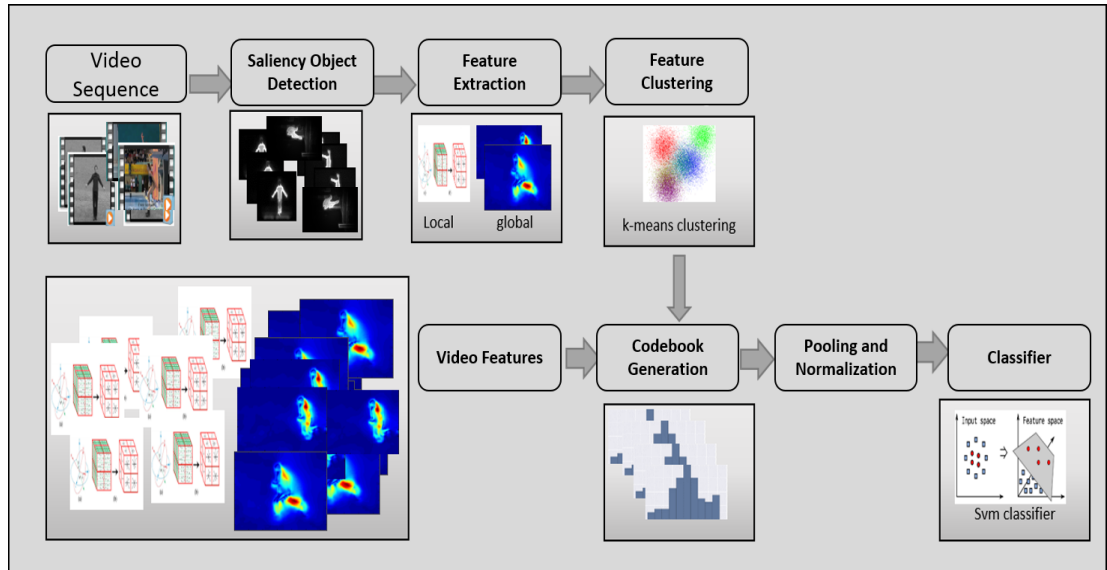 Video
Sequence
Saliency Object
Detection
Feature
Extraction
Feature
Clustering
Local
global
k-means clustering
Video Features
Codebook
Generation
Pooling and
Normalization
Classifier
Input space
Feature space
Svm classifier